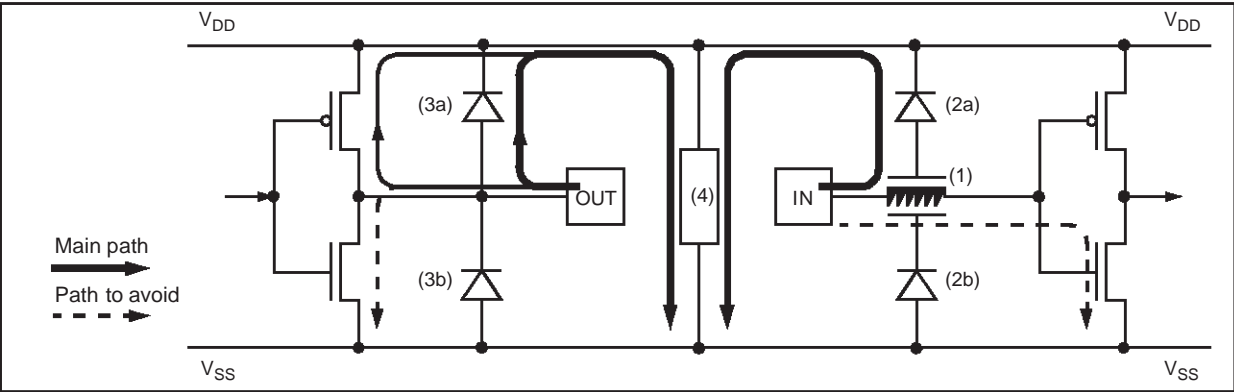 VDD
VDD
(3a)
(2a)
(1)
OUT
(4)
IN
Main path
(3b)
(2b)
Path to avoid
VSS
VSS